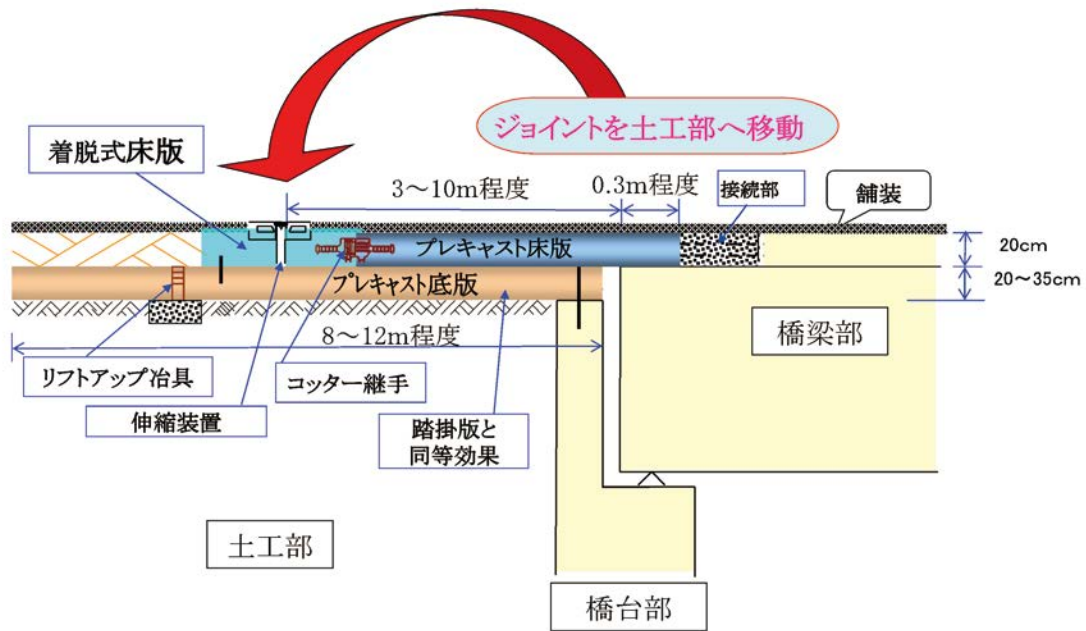 ジョイントを土工部へ移動
着脱式床版
3～10m程度
0.3m程度
接続部
舗装
プレキャスト床版
20cm
プレキャスト底版
20～35cm
8～12m程度
橋梁部
リフトアップ冶具
コッター継手
伸縮装置
踏掛版と
同等効果
土工部
橋台部